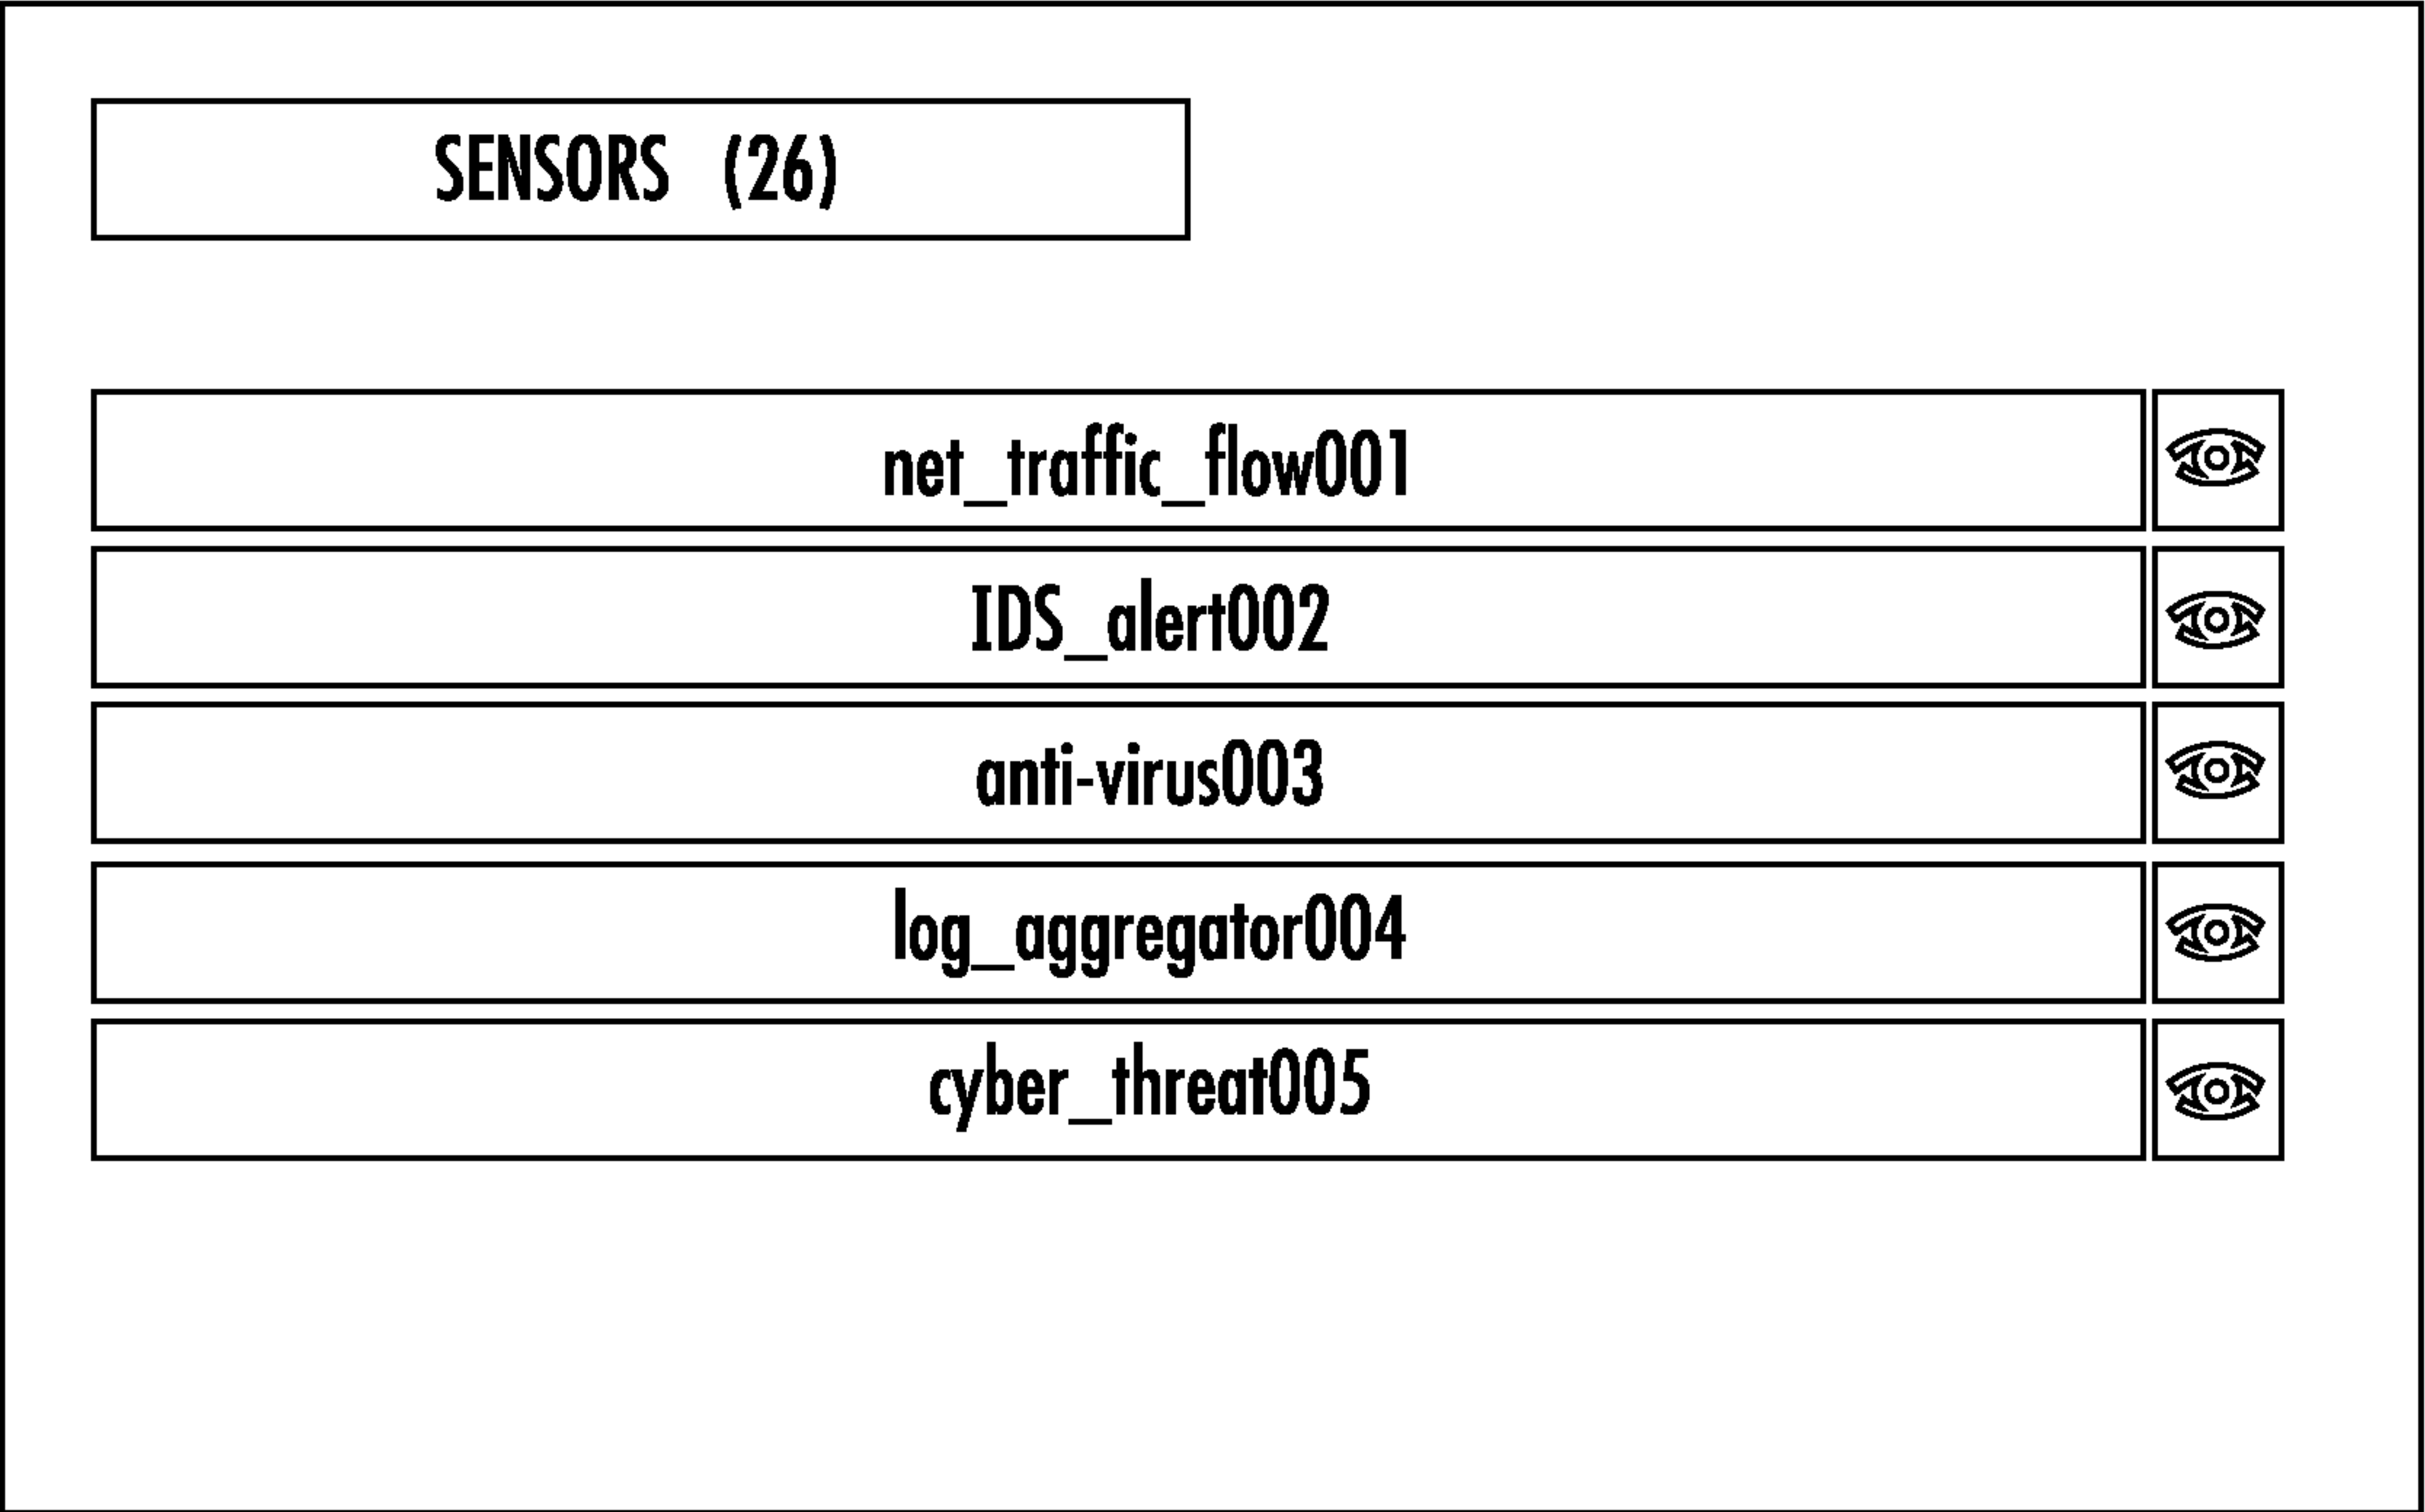 SENSORS (26)
net_traffic_flow001
IDS_alert002
anti-virus003
log_aggregator004
cyber_threat005